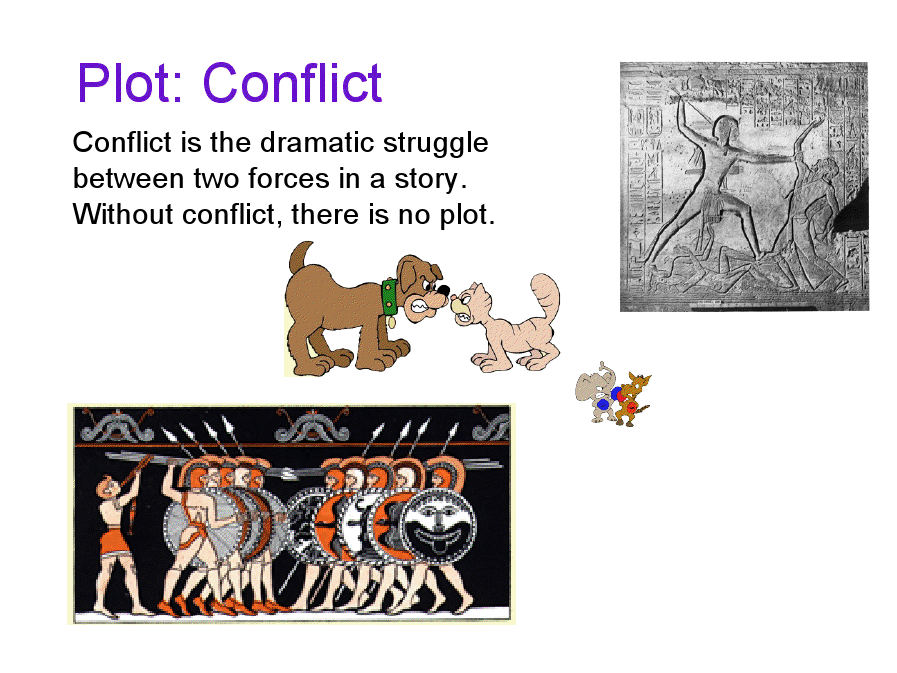 Plot: Conflict
Conflict is the dramatic struggle
between two forces in a story.
Without conflict, there is no plot.